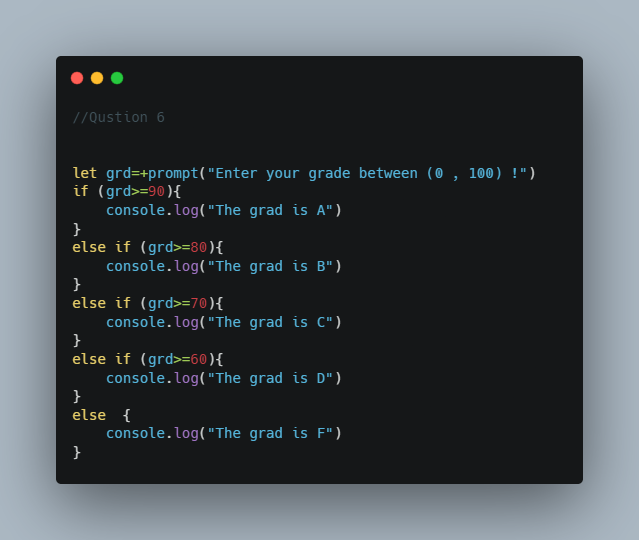 //Qustion 6
let grd=+prompt("Enter your grade between (0 , 100) !")
if (grd>=90){
    console.log("The grad is A")
}
else if (grd>=80){
    console.log("The grad is B")
}
else if (grd>=70){
    console.log("The grad is C")
}
else if (grd>=60){
    console.log("The grad is D")
}
else  {
    console.log("The grad is F")
}